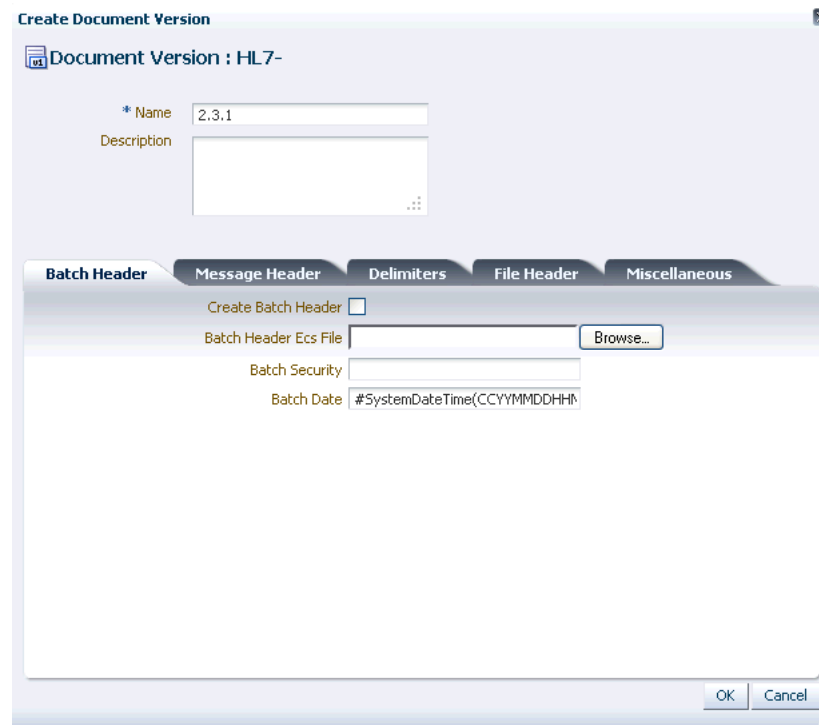 Create Document Version
Document Version : HL7-
* Name 2.3.1
Description
Batch Header Message Header Delimiters File Header Miscellaneous
Create Batch Header
Batch Header Ecs File Browse...
Batch Security
Batch Date #SystemDateTime(CCYYMMDDHHM
OK Cancel